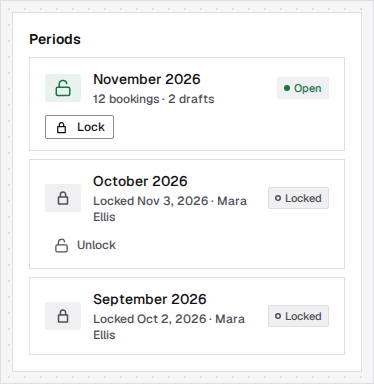 Periods
November 2026
12 bookings · 2 drafts
Open
Lock
October 2026
Locked Nov 3, 2026 · Mara
Ellis
Locked
Unlock
September 2026
Locked Oct 2, 2026 · Mara
Ellis
Locked